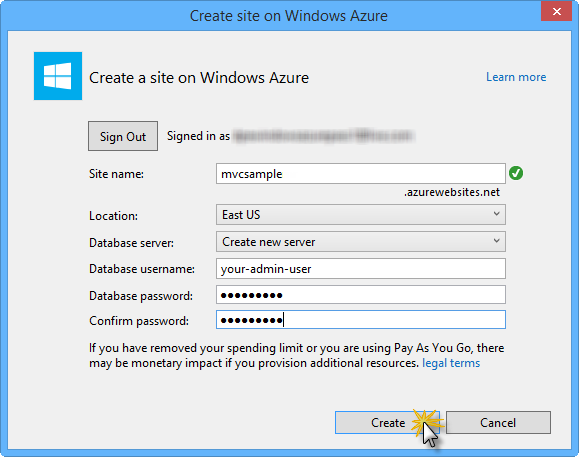 Create site on Windows Azure
Create a site on Windows Azure
Learn more
Sign Out Signed in as
Site name: mvcsample
.azurewebsites.net
Location: East US
Database server: Create new server
Database username: your-admin-user
Database password: ●●●●●●●●●
Confirm password: ●●●●●●●●●
If you have removed your spending limit or you are using Pay As You Go, there
may be monetary impact if you provision additional resources. legal terms
Create Cancel